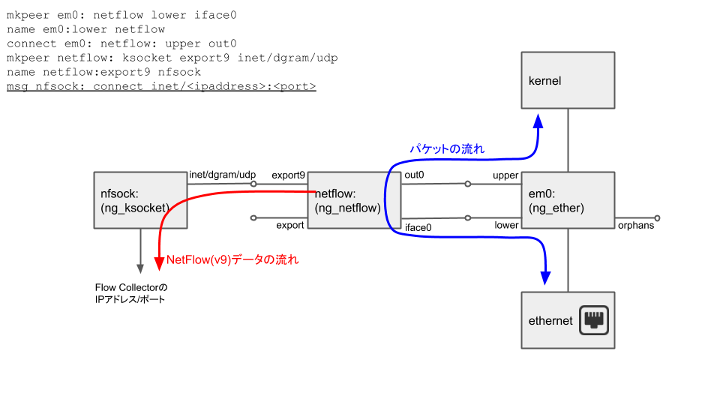 mkpeer em0: netflow lower iface0
name em0:lower netflow
connect em0: netflow: upper out0
mkpeer netflow: ksocket export9 inet/dgram/udp
name netflow:export9 nfsock
msg nfsock: connect inet/<ipaddress>:<port>
kernel
パケットの流れ
inet/dgram/udp
export9
out0
upper
nfsock:
(ng_ksocket)
netflow:
(ng_netflow)
em0:
(ng_ether)
export
iface0
lower
orphans
NetFlow(v9)データの流れ
Flow Collectorの
IPアドレス/ポート
ethernet